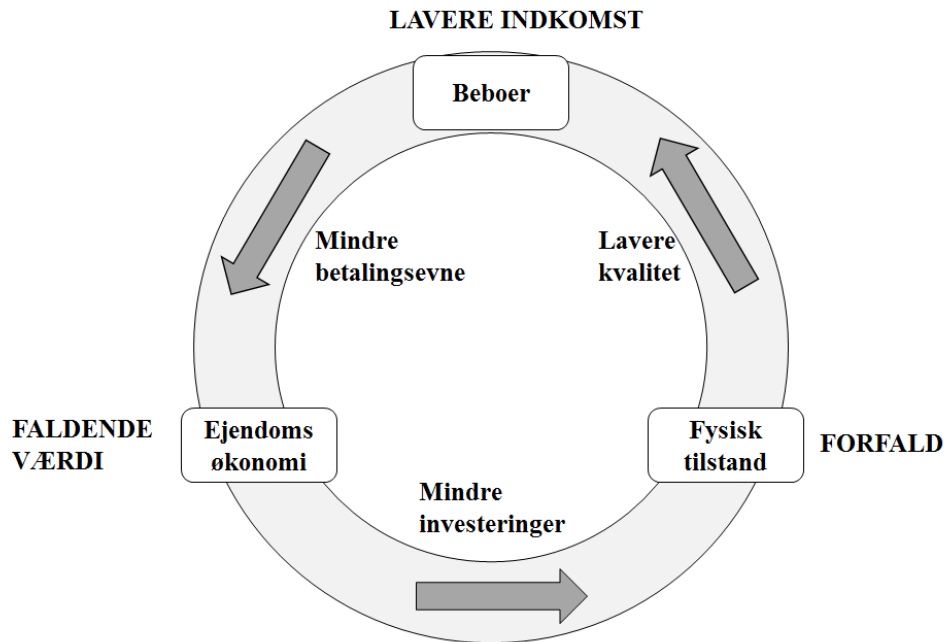 LAVERE INDKOMST
Beboer
Mindre
betalingsevne
Lavere
kvalitet
FALDENDE
VÆRDI
Ejendoms
økonomi
Fysisk
tilstand
FORFALD
Mindre
investeringer